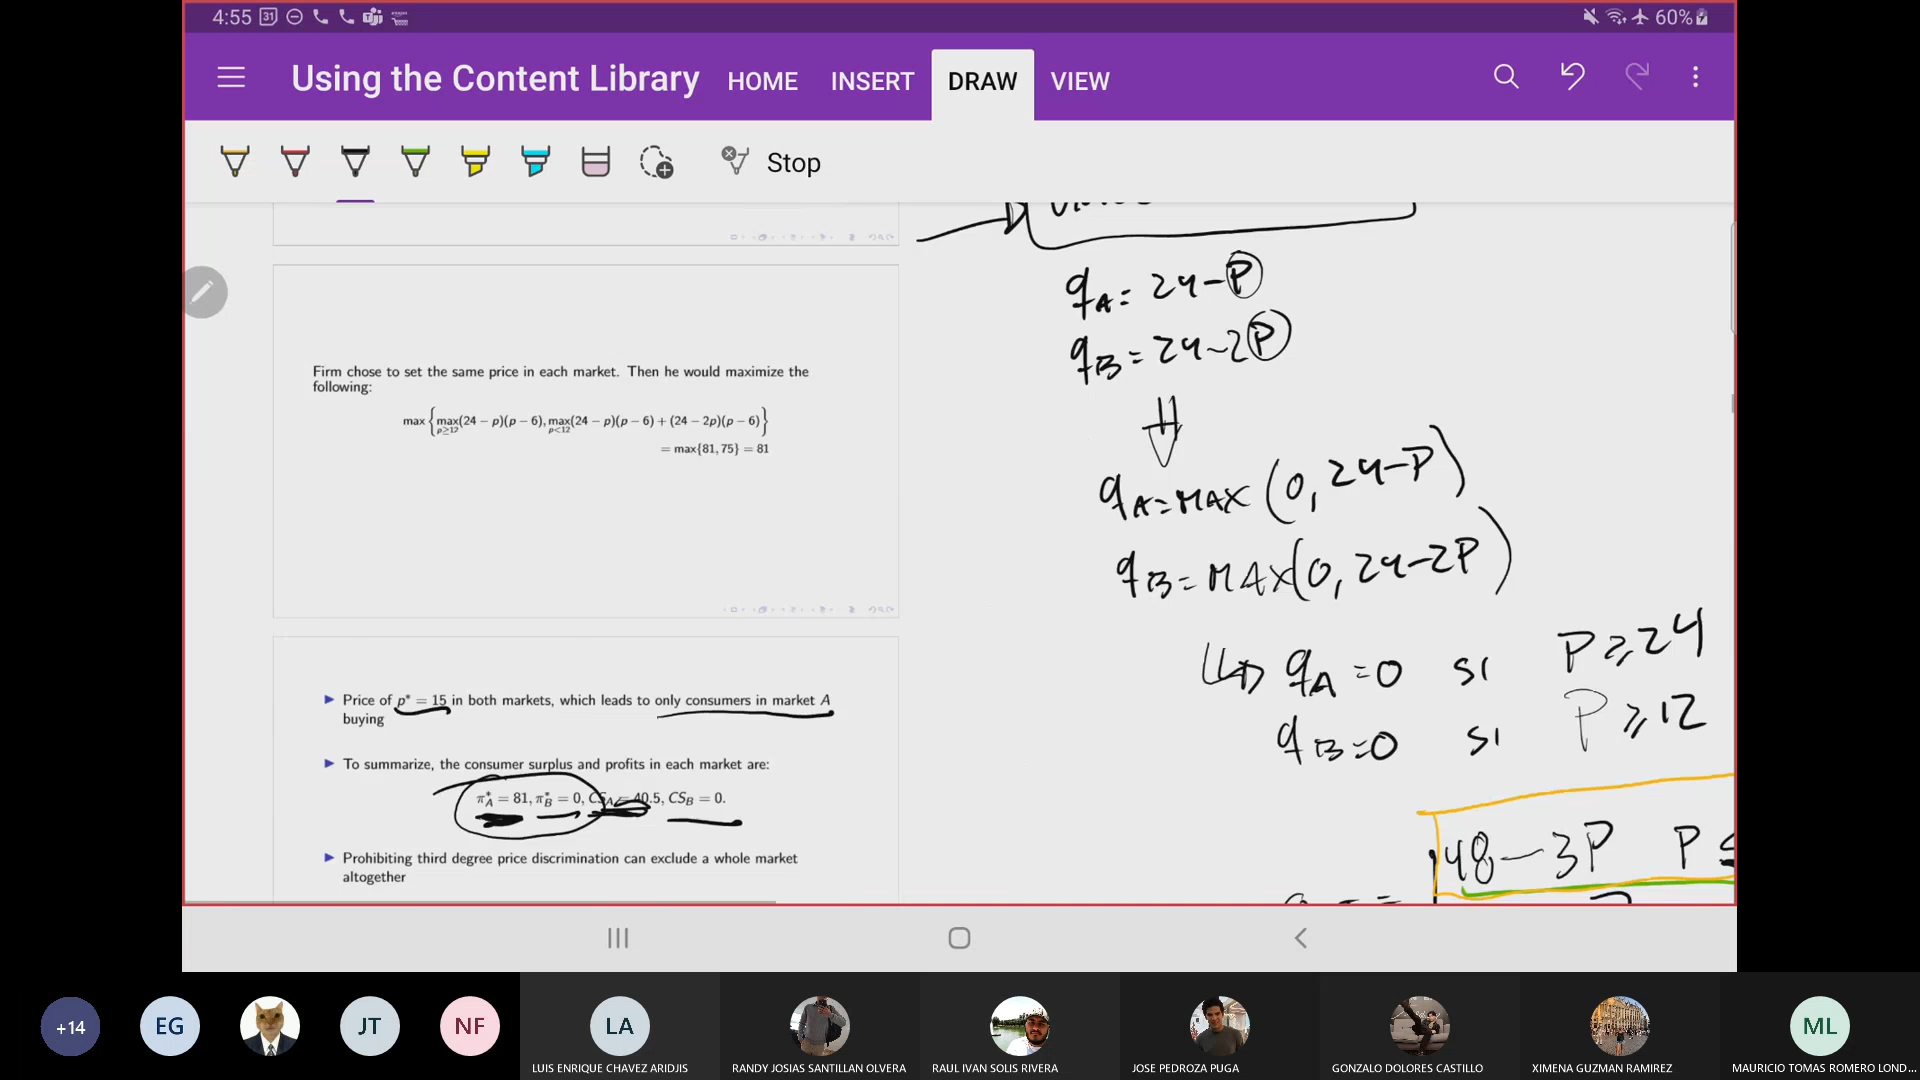 4:55 31 60%
Using the Content Library HOME INSERT DRAW VIEW
Stop
Firm chose to set the same price in each market. Then he would maximize the
following:
max { max p≥12 (24 − p)(p − 6), max p<12 (24 − p)(p − 6) + (24 − 2p)(p − 6) }
= max{81, 75} = 81
▶ Price of p* = 15 in both markets, which leads to only consumers in market A
buying
▶ To summarize, the consumer surplus and profits in each market are:
π*A = 81, π*B = 0, CSA = 40.5, CSB = 0.
▶ Prohibiting third degree price discrimination can exclude a whole market
altogether
qA = 24 − P
qB = 24 − 2P
qA = MAX (0, 24 − P)
qB = MAX (0, 24 − 2P)
qA = 0 si P ≥ 24
qB = 0 si P ≥ 12
48 − 3P P ≤
+14 EG JT NF LA ML
LUIS ENRIQUE CHAVEZ ARIDJIS RANDY JOSIAS SANTILLAN OLVERA RAUL IVAN SOLIS RIVERA JOSE PEDROZA PUGA GONZALO DOLORES CASTILLO XIMENA GUZMAN RAMIREZ MAURICIO TOMAS ROMERO LOND...